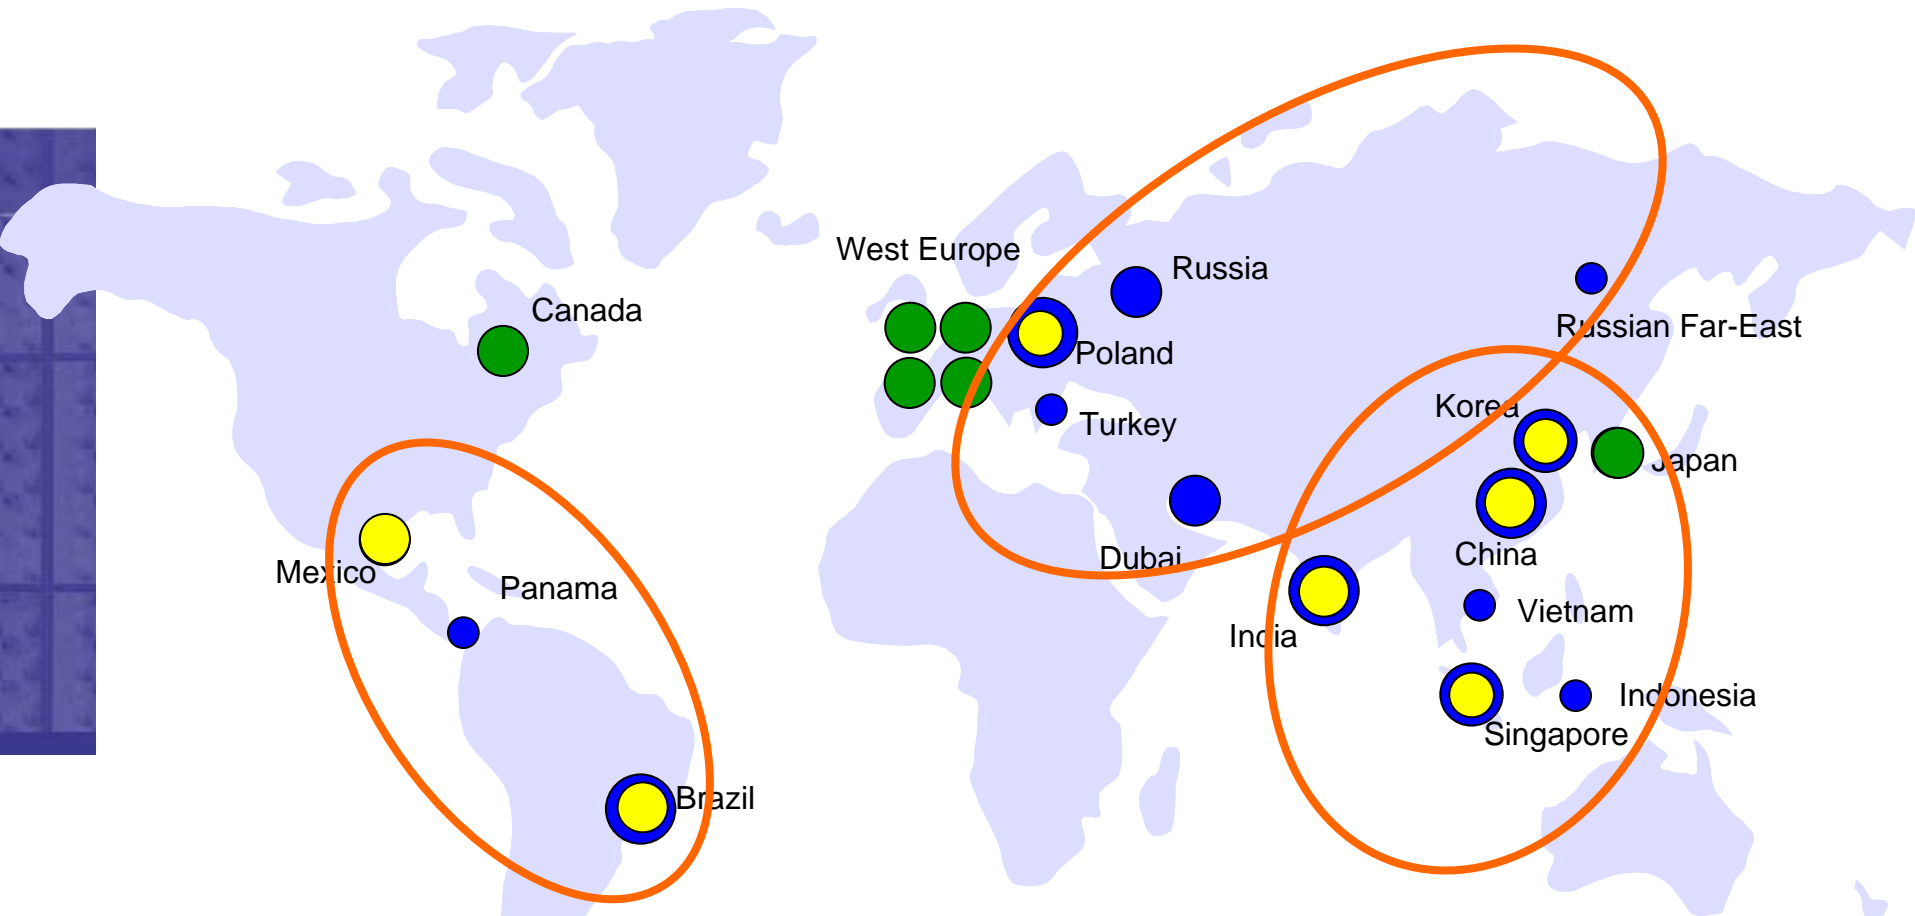 West Europe
Russia
Canada
Russian Far-East
Poland
Korea
Turkey
Japan
China
Dubai
Mexico
Panama
Vietnam
India
Indonesia
Singapore
Brazil